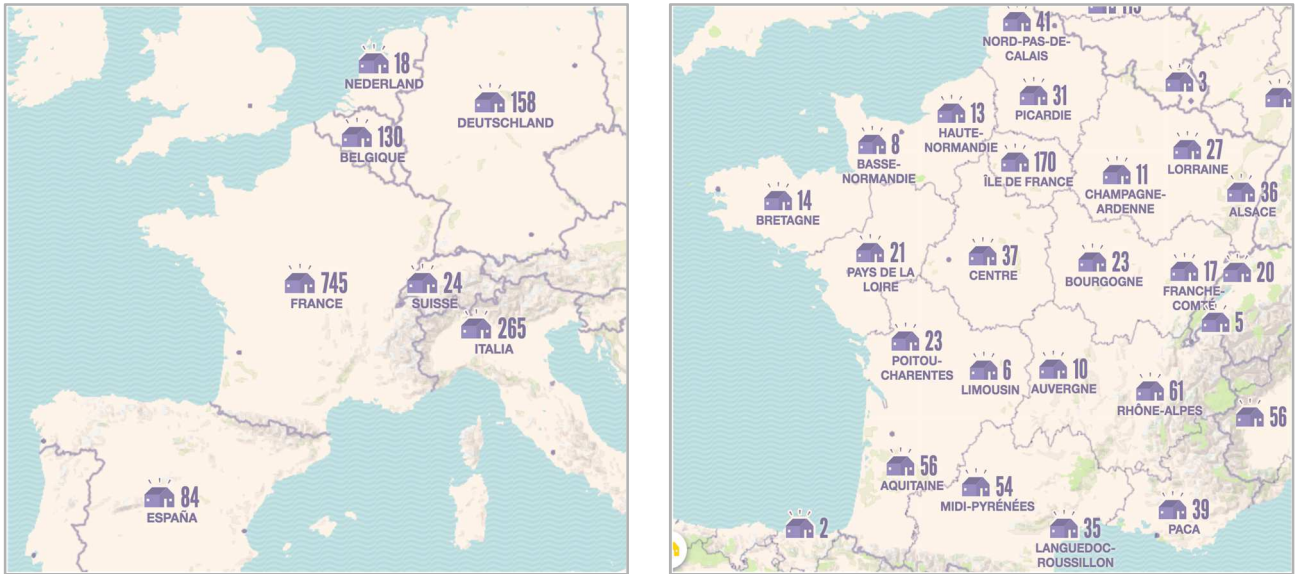 18
NEDERLAND
158
DEUTSCHLAND
130
BELGIQUE
745
FRANCE
24
SUISSE
265
ITALIA
84
ESPAÑA
41
NORD-PAS-DE-
CALAIS
3
31
PICARDIE
13
HAUTE-
NORMANDIE
8
BASSE-
NORMANDIE
170
ÎLE DE FRANCE
27
LORRAINE
11
CHAMPAGNE-
ARDENNE
36
ALSACE
14
BRETAGNE
21
PAYS DE LA
LOIRE
37
CENTRE
23
BOURGOGNE
17
FRANCHE-
COMTÉ
20
5
23
POITOU-
CHARENTES
6
LIMOUSIN
10
AUVERGNE
61
RHÔNE-ALPES
56
56
AQUITAINE
54
MIDI-PYRÉNÉES
39
PACA
2
35
LANGUEDOC-
ROUSSILLON